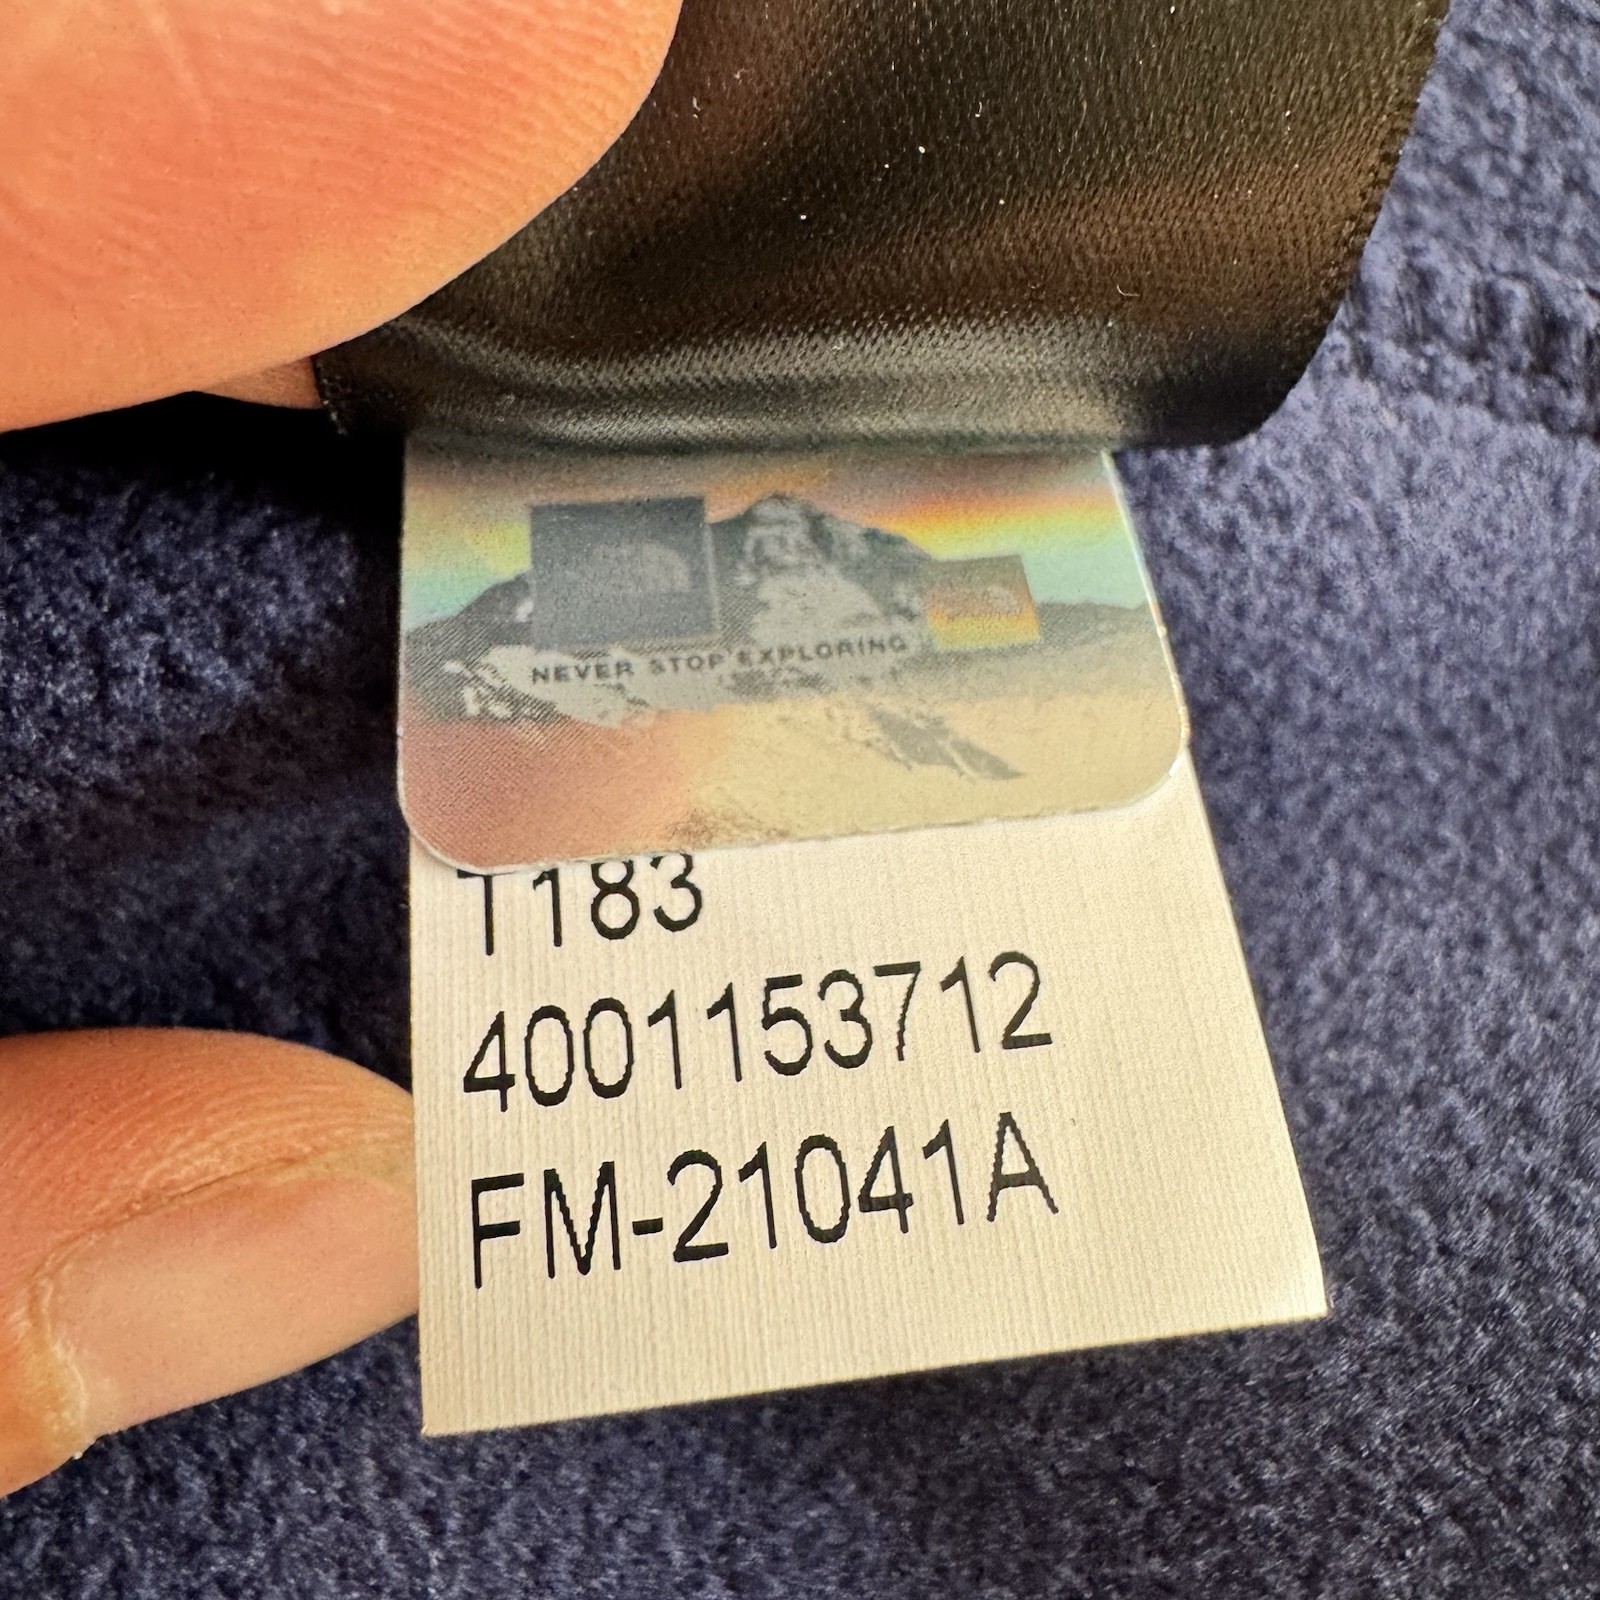 NEVER STOP EXPLORING
T183
4001153712
FM-21041A